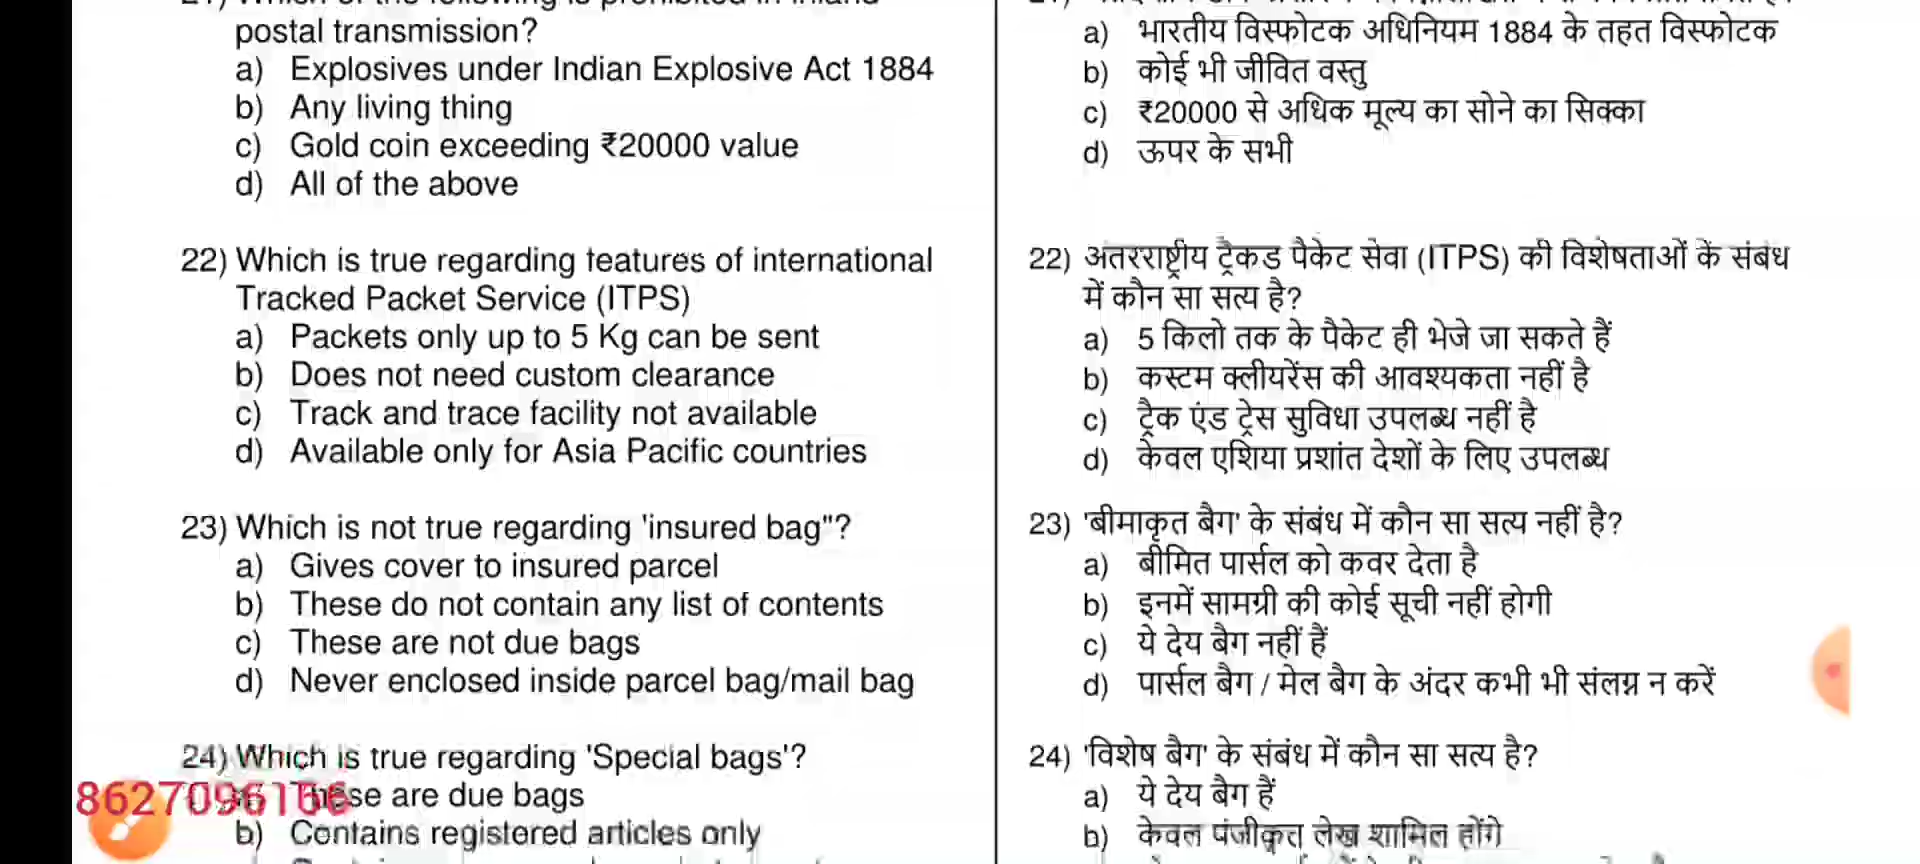 postal transmission?
a) Explosives under Indian Explosive Act 1884
b) Any living thing
c) Gold coin exceeding ₹20000 value
d) All of the above
22) Which is true regarding features of international
Tracked Packet Service (ITPS)
a) Packets only up to 5 Kg can be sent
b) Does not need custom clearance
c) Track and trace facility not available
d) Available only for Asia Pacific countries
23) Which is not true regarding 'insured bag"?
a) Gives cover to insured parcel
b) These do not contain any list of contents
c) These are not due bags
d) Never enclosed inside parcel bag/mail bag
24) Which is true regarding 'Special bags'?
These are due bags
b) Contains registered articles only
8627096166
a) भारतीय विस्फोटक अधिनियम 1884 के तहत विस्फोटक
b) कोई भी जीवित वस्तु
c) ₹20000 से अधिक मूल्य का सोने का सिक्का
d) ऊपर के सभी
22) अंतरराष्ट्रीय ट्रैकड पैकेट सेवा (ITPS) की विशेषताओं के संबंध
में कौन सा सत्य है?
a) 5 किलो तक के पैकेट ही भेजे जा सकते हैं
b) कस्टम क्लीयरेंस की आवश्यकता नहीं है
c) ट्रैक एंड ट्रेस सुविधा उपलब्ध नहीं है
d) केवल एशिया प्रशांत देशों के लिए उपलब्ध
23) 'बीमाकृत बैग' के संबंध में कौन सा सत्य नहीं है?
a) बीमित पार्सल को कवर देता है
b) इनमें सामग्री की कोई सूची नहीं होगी
c) ये देय बैग नहीं हैं
d) पार्सल बैग / मेल बैग के अंदर कभी भी संलग्न न करें
24) 'विशेष बैग' के संबंध में कौन सा सत्य है?
a) ये देय बैग हैं
b) केवल पंजीकृत लेख शामिल होंगे